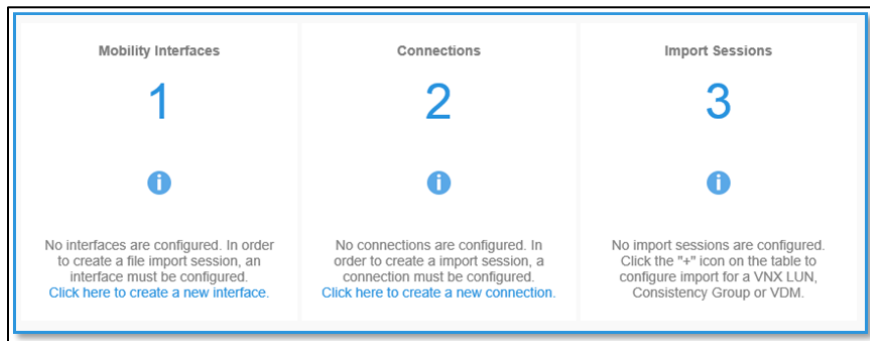 Mobility Interfaces
1
i
No interfaces are configured. In order
to create a file import session, an
interface must be configured.
Click here to create a new interface.
Connections
2
i
No connections are configured. In
order to create a import session, a
connection must be configured.
Click here to create a new connection.
Import Sessions
3
i
No import sessions are configured.
Click the "+" icon on the table to
configure import for a VNX LUN,
Consistency Group or VDM.